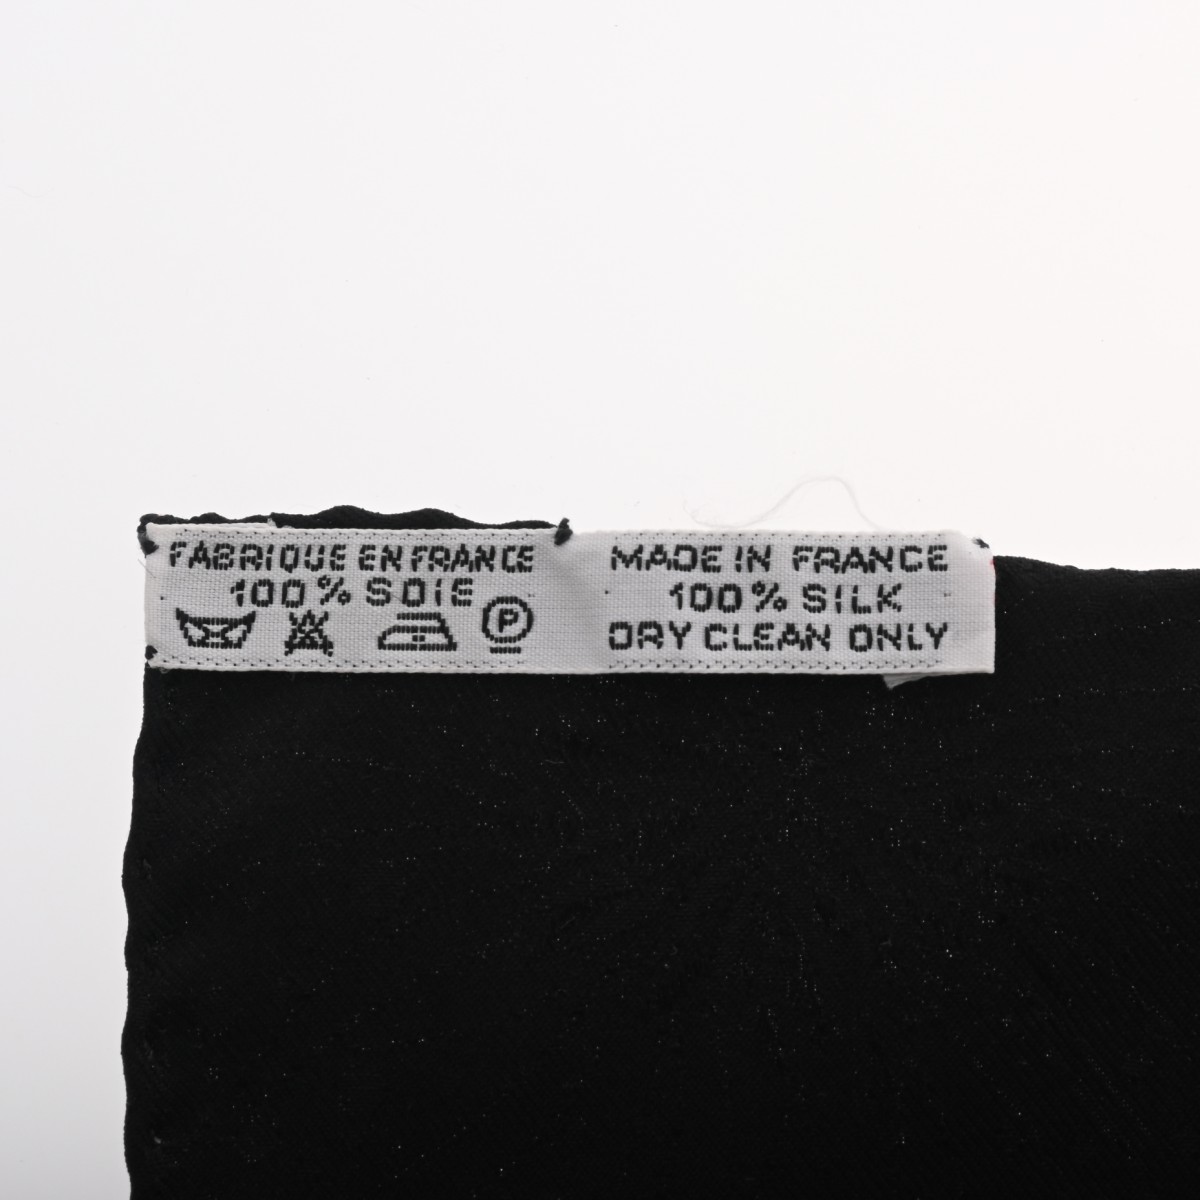 FABRIQUE EN FRANCE
100% SOIE
P
MADE IN FRANCE
100% SILK
DRY CLEAN ONLY